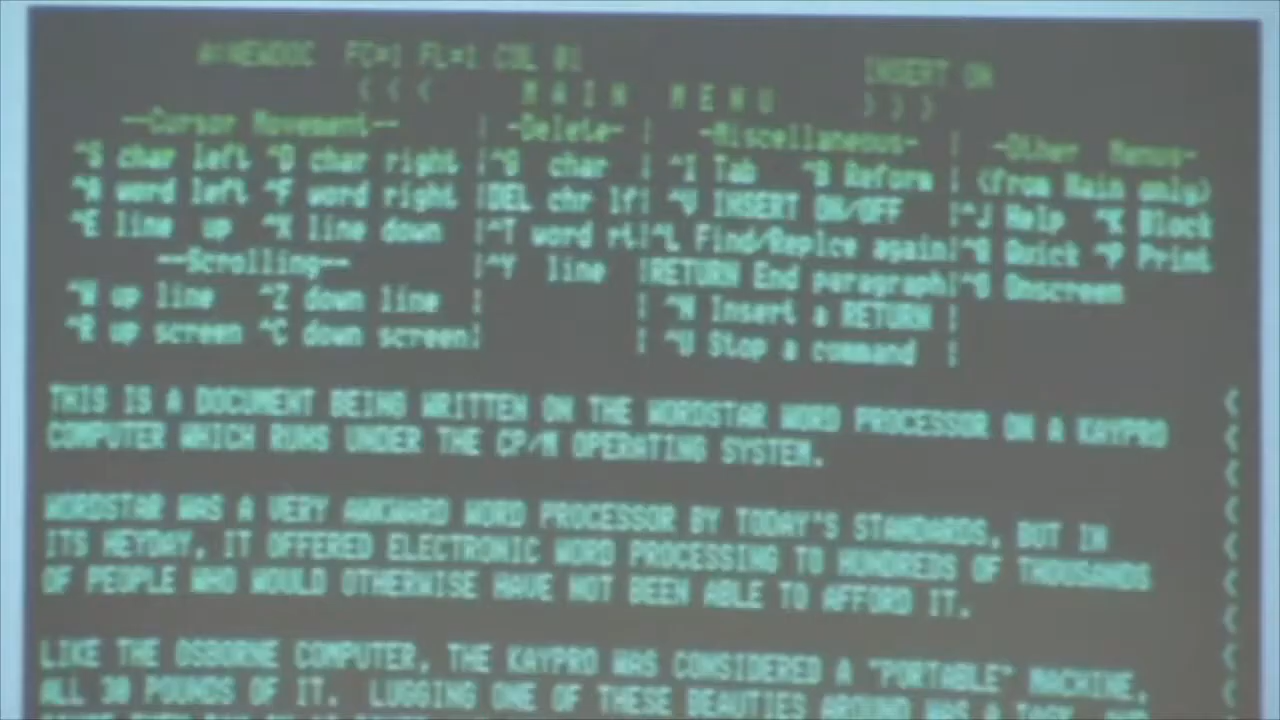 A:NEWDOC FC=1 FL=1 COL 01 INSERT ON
< < < M A I N M E N U > > >
--Cursor Movement-- | -Delete- | -Miscellaneous- | -Other Menus-
^S char left ^D char right |^G char | ^I Tab ^B Reform | (from Main only)
^A word left ^F word right |DEL chr lf| ^V INSERT ON/OFF |^J Help ^K Block
^E line up ^X line down |^T word rt|^L Find/Replce again|^Q Quick ^P Print
--Scrolling-- |^Y line |RETURN End paragraph|^O Onscreen
^W up line ^Z down line | | ^N Insert a RETURN |
^R up screen ^C down screen| | ^U Stop a command |
THIS IS A DOCUMENT BEING WRITTEN ON THE WORDSTAR WORD PROCESSOR ON A KAYPRO <
COMPUTER WHICH RUNS UNDER THE CP/M OPERATING SYSTEM. <
WORDSTAR WAS A VERY AWKWARD WORD PROCESSOR BY TODAY'S STANDARDS, BUT IN <
ITS HEYDAY, IT OFFERED ELECTRONIC WORD PROCESSING TO HUNDREDS OF THOUSANDS <
OF PEOPLE WHO WOULD OTHERWISE HAVE NOT BEEN ABLE TO AFFORD IT. <
LIKE THE OSBORNE COMPUTER, THE KAYPRO WAS CONSIDERED A "PORTABLE" MACHINE, <
ALL 30 POUNDS OF IT. LUGGING ONE OF THESE BEAUTIES AROUND WAS A TASK, <